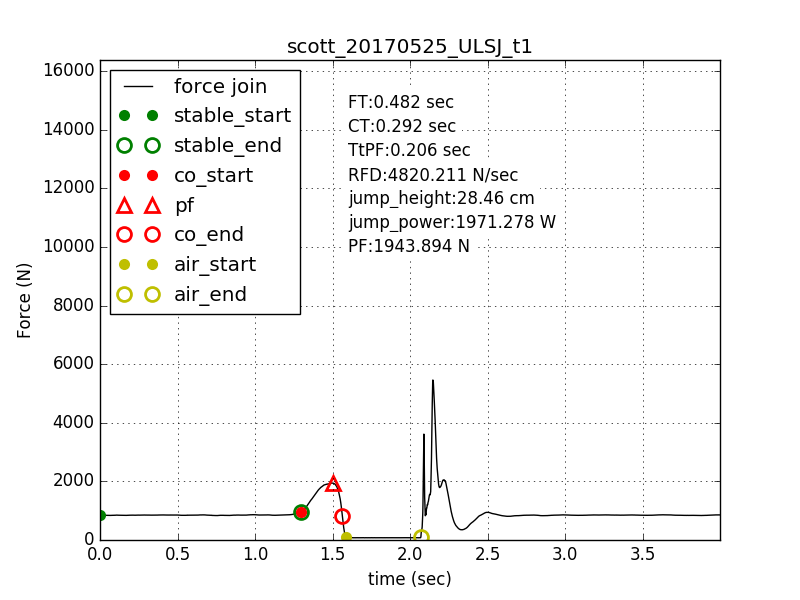 scott_20170525_ULSJ_t1
16000
14000
12000
10000
8000
6000
4000
2000
0
Force (N)
force join
stable_start
stable_end
co_start
pf
co_end
air_start
air_end
FT:0.482 sec
CT:0.292 sec
TtPF:0.206 sec
RFD:4820.211 N/sec
jump_height:28.46 cm
jump_power:1971.278 W
PF:1943.894 N
0.0 0.5 1.0 1.5 2.0 2.5 3.0 3.5
time (sec)